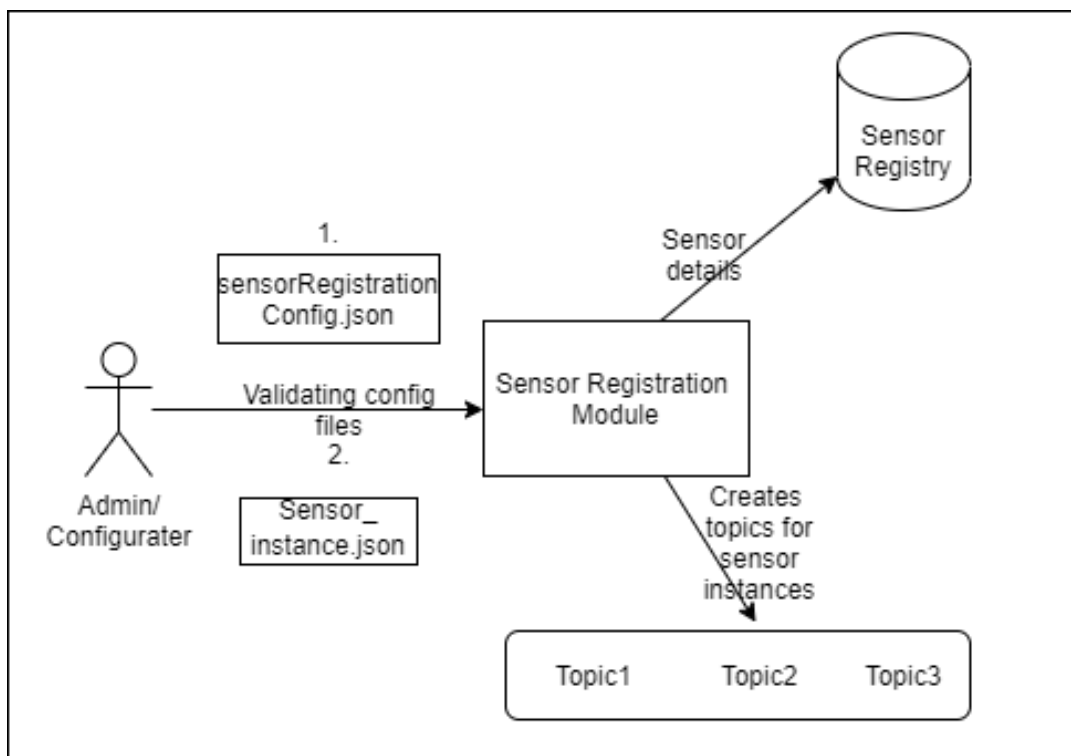 Sensor
Registry
Sensor
details
1.
sensorRegistration
Config.json
Validating config
files
2.
Sensor_
instance.json
Admin/
Configurater
Sensor Registration
Module
Creates
topics for
sensor
instances
Topic1
Topic2
Topic3